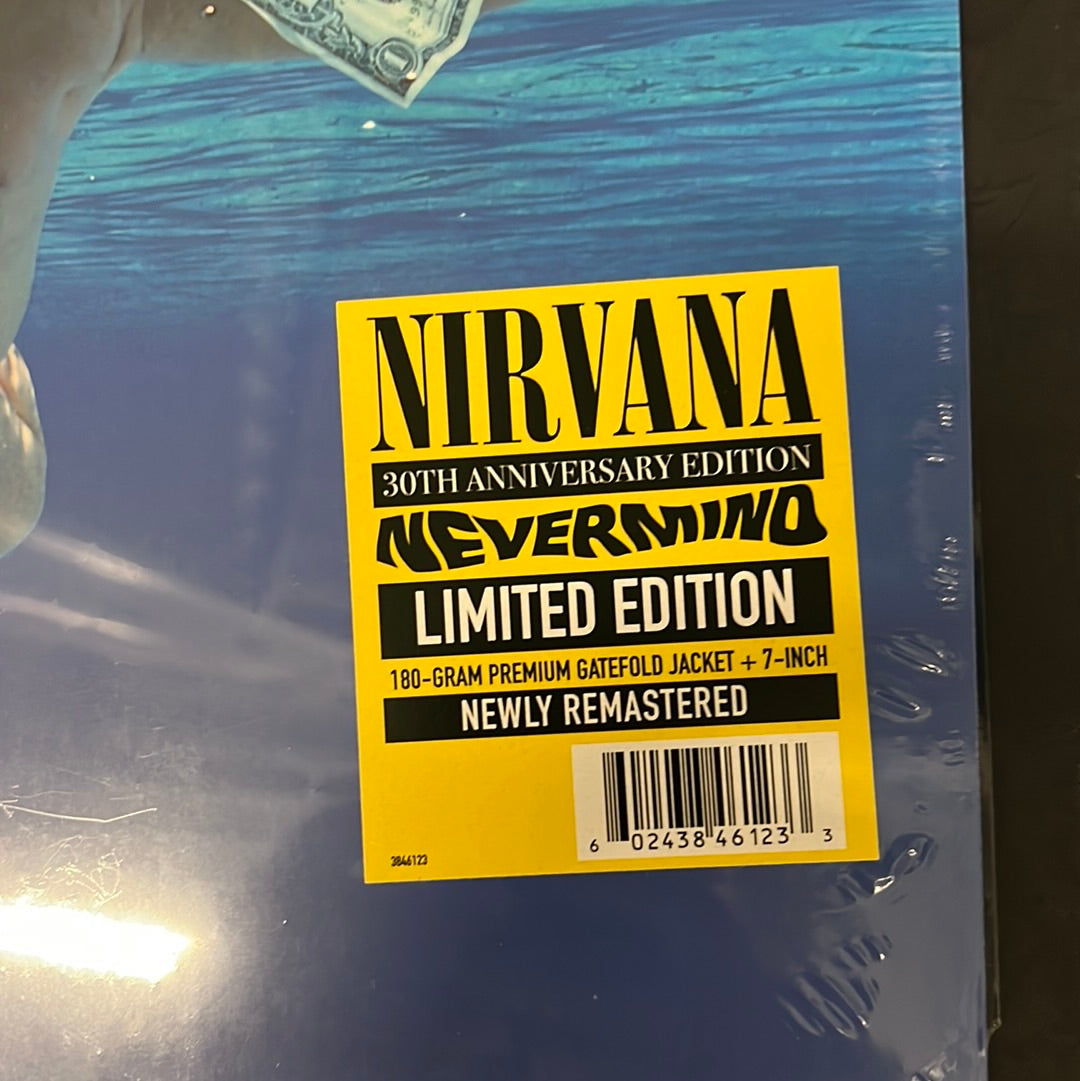 NIRVANA
30TH ANNIVERSARY EDITION
NEVERMIND
LIMITED EDITION
180-GRAM PREMIUM GATEFOLD JACKET + 7-INCH
NEWLY REMASTERED
6 02438 46123 3
3846123